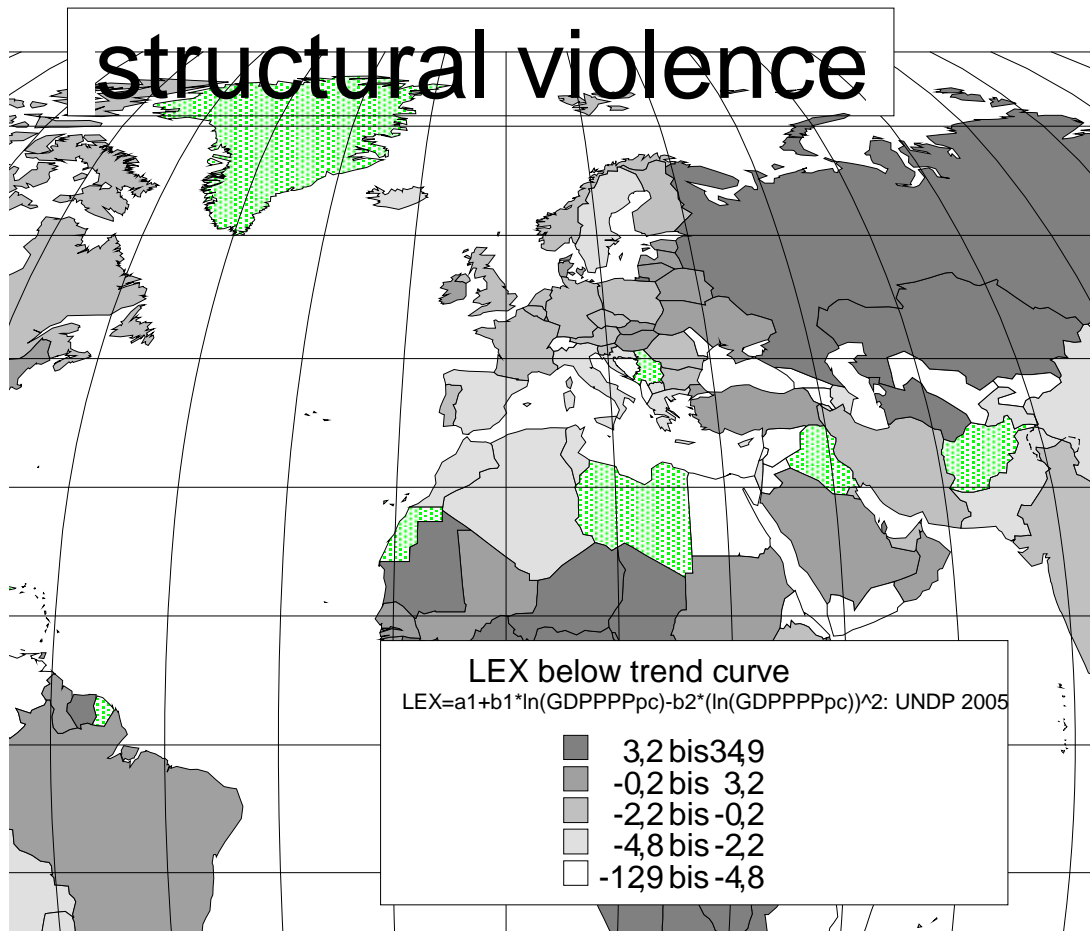 structural violence
LEX below trend curve
LEX=a1+b1*ln(GDPPPPpc)-b2*(ln(GDPPPPpc))^2: UNDP 2005
3,2 bis34,9
-0,2 bis 3,2
-2,2 bis -0,2
-4,8 bis -2,2
-12,9 bis -4,8